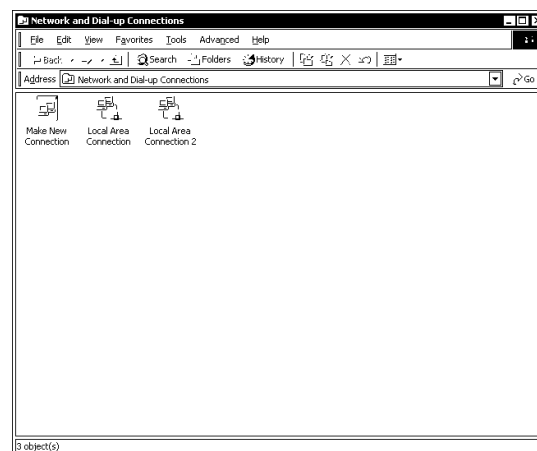 Network and Dial-up Connections
File Edit View Favorites Tools Advanced Help
Back Search Folders History
Address Network and Dial-up Connections Go
Make New Connection
Local Area Connection
Local Area Connection 2
3 object(s)